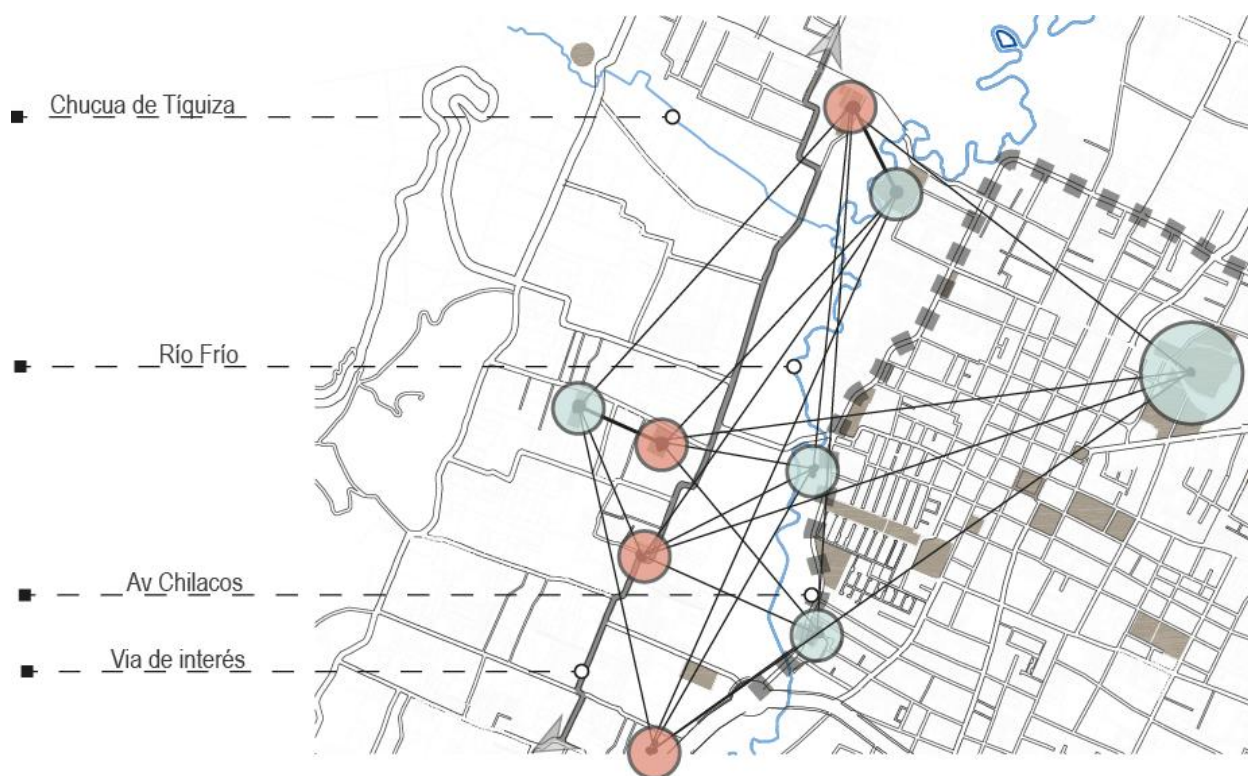 Chucua de Tíquiza
Río Frío
Av Chilacos
Via de interés